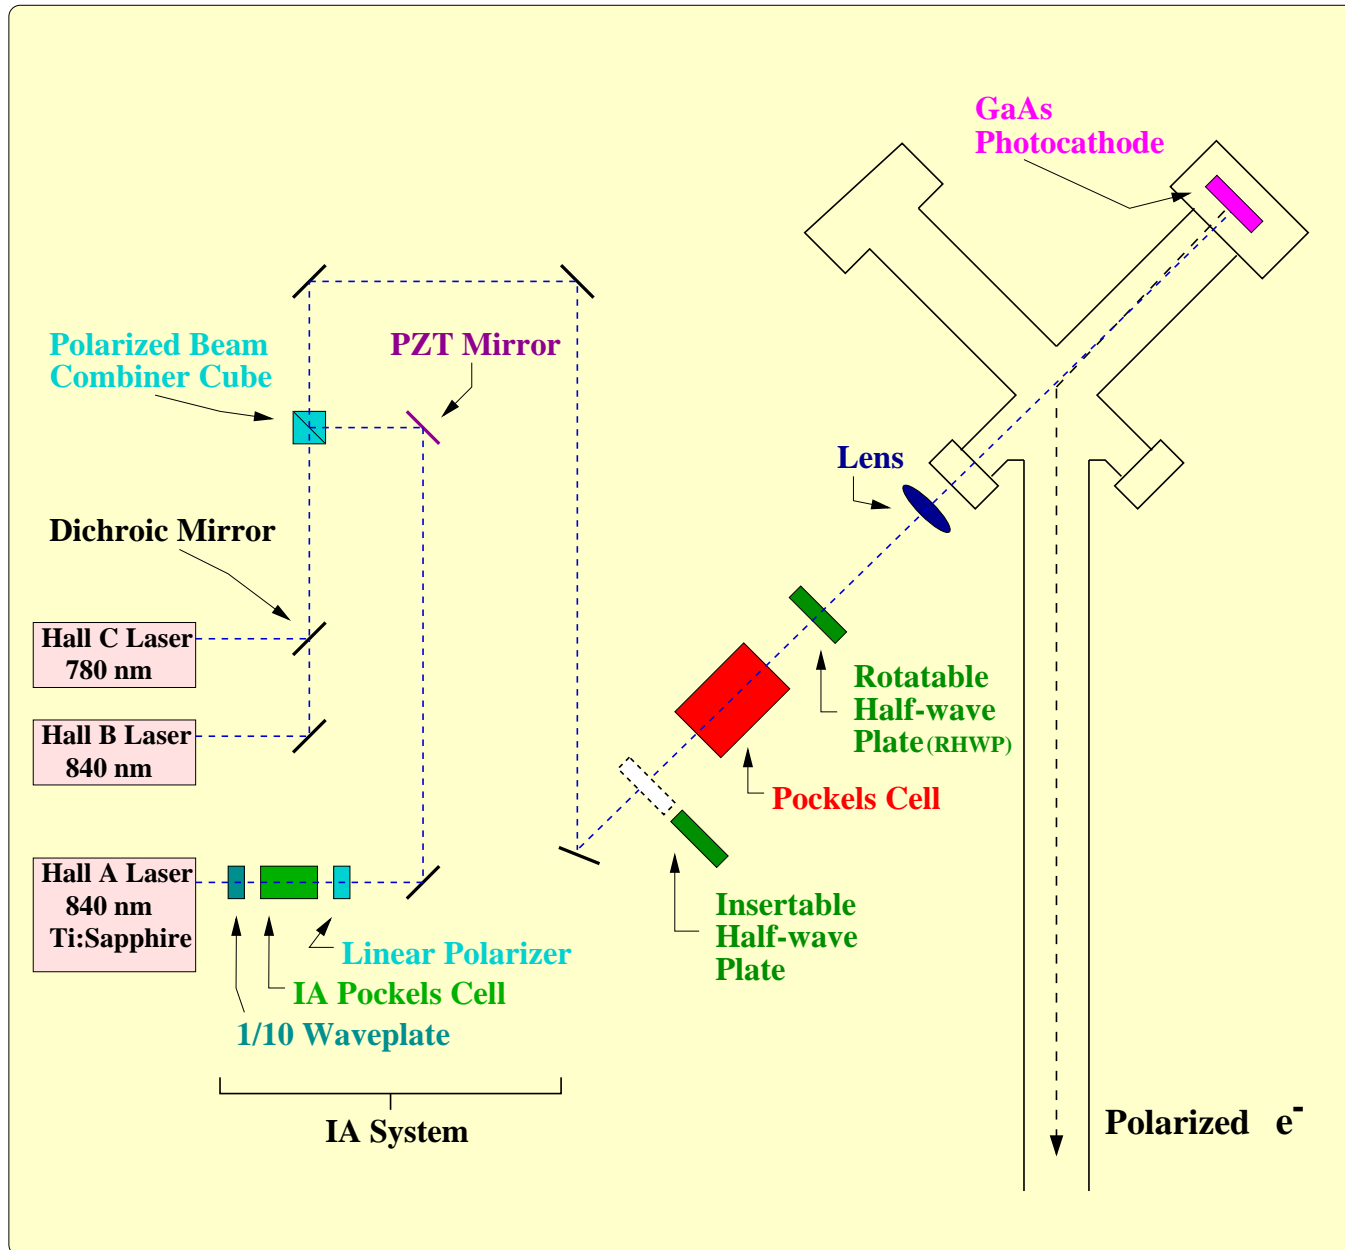 GaAs
Photocathode
Polarized Beam
Combiner Cube
PZT Mirror
Lens
Dichroic Mirror
Hall C Laser
780 nm
Rotatable
Half-wave
Plate (RHWP)
Hall B Laser
840 nm
Pockels Cell
Hall A Laser
840 nm
Ti:Sapphire
Insertable
Half-wave
Plate
Linear Polarizer
IA Pockels Cell
1/10 Waveplate
IA System
Polarized e-